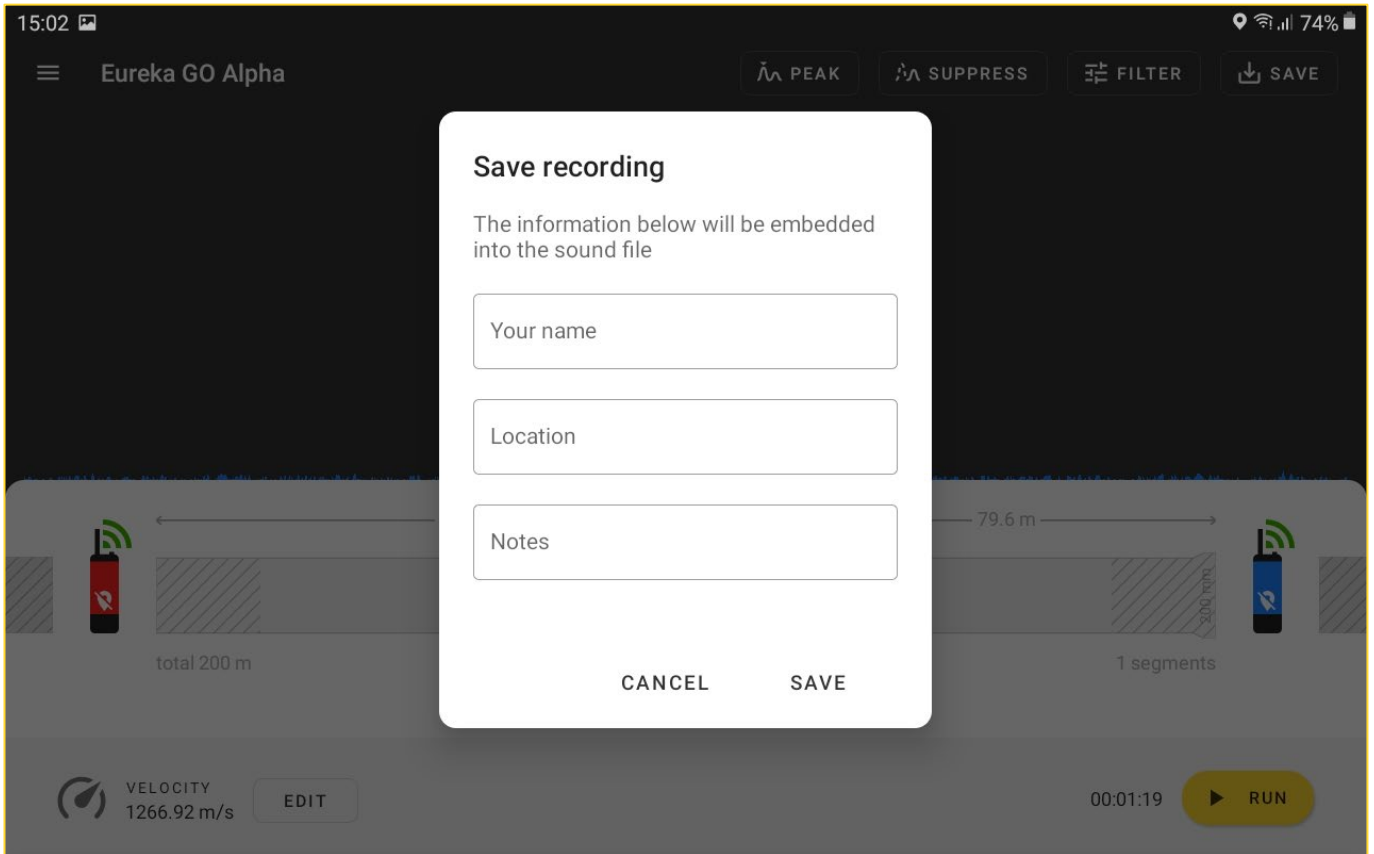 15:02
74%
Eureka GO Alpha
PEAK
SUPPRESS
FILTER
SAVE
Save recording
The information below will be embedded
into the sound file
Your name
Location
Notes
CANCEL
SAVE
79.6 m
200 mm
total 200 m
1 segments
VELOCITY
1266.92 m/s
EDIT
00:01:19
RUN